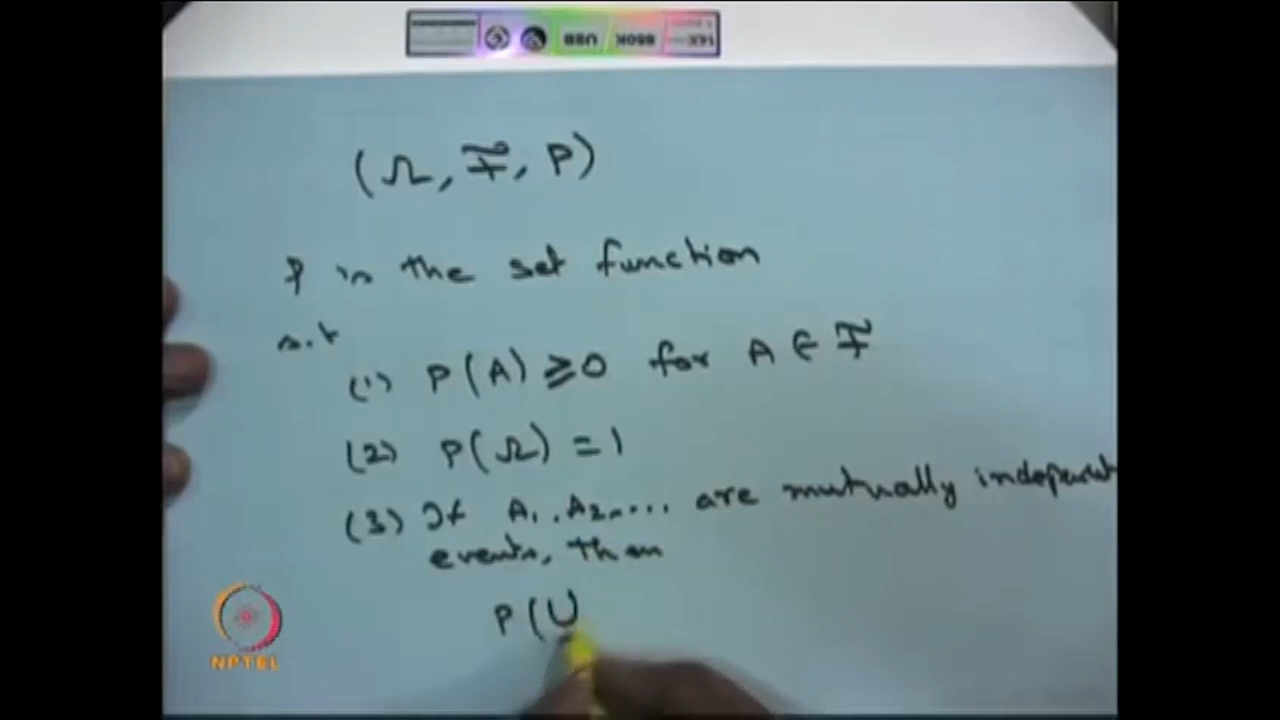 (Ω, F, P)
P is the set function
s.t
(1) P(A) ≥ 0 for A ∈ F
(2) P(Ω) = 1
(3) If A1, A2, .... are mutually independent
events, then
P(∪
NPTEL